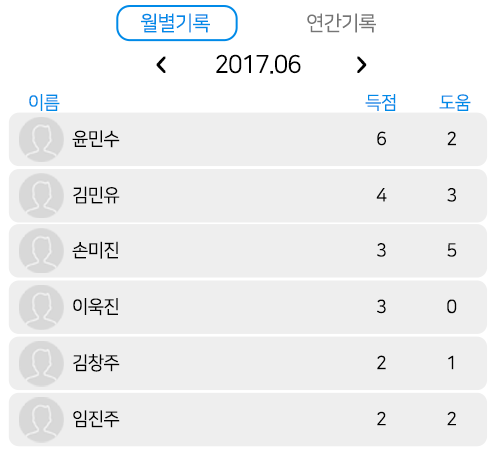 월별기록 연간기록
2017.06
이름 득점 도움
윤민수 6 2
김민유 4 3
손미진 3 5
이욱진 3 0
김창주 2 1
임진주 2 2